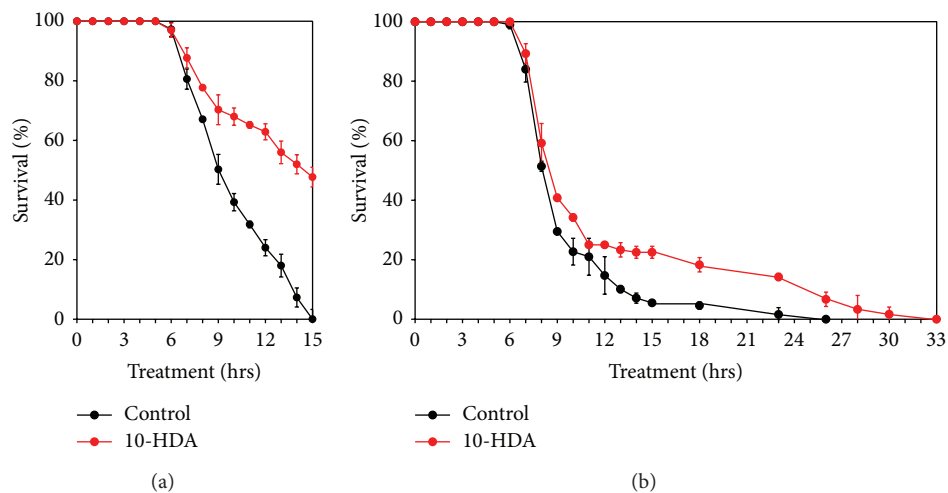 100
80
60
40
20
0
Survival (%)
0 3 6 9 12 15
Treatment (hrs)
Control
10-HDA
(a)
100
80
60
40
20
0
Survival (%)
0 3 6 9 12 15 18 21 24 27 30 33
Treatment (hrs)
Control
10-HDA
(b)